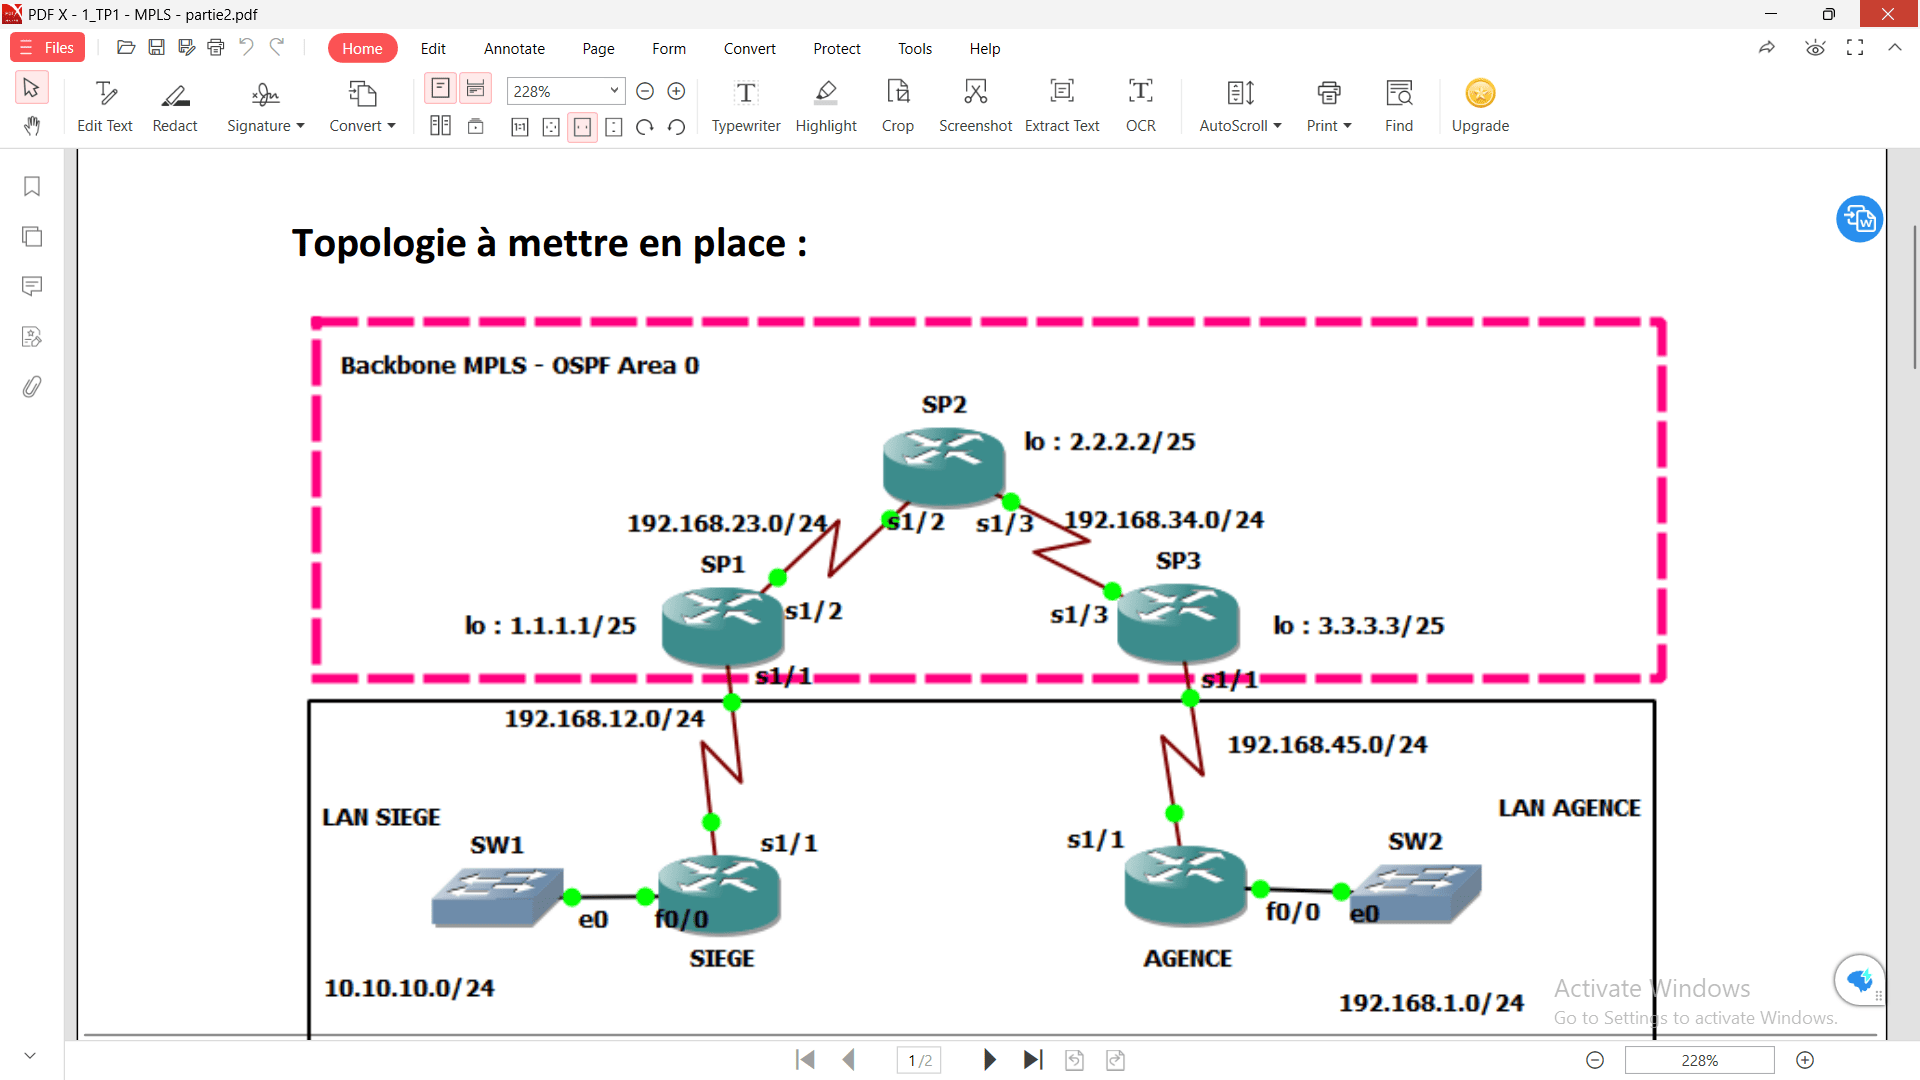 PDF X - 1_TP1 - MPLS - partie2.pdf
Files
Home Edit Annotate Page Form Convert Protect Tools Help
228%
Edit Text Redact Signature Convert Typewriter Highlight Crop Screenshot Extract Text OCR AutoScroll Print Find Upgrade
Topologie à mettre en place :
Backbone MPLS - OSPF Area 0
SP2
lo : 2.2.2.2/25
192.168.23.0/24
s1/2
s1/3
192.168.34.0/24
SP1
SP3
s1/2
s1/3
lo : 1.1.1.1/25
lo : 3.3.3.3/25
s1/1
s1/1
192.168.12.0/24
192.168.45.0/24
LAN SIEGE
LAN AGENCE
SW1
s1/1
s1/1
SW2
e0
f0/0
f0/0
e0
SIEGE
AGENCE
10.10.10.0/24
192.168.1.0/24
Activate Windows
Go to Settings to activate Windows.
1 /2
228%